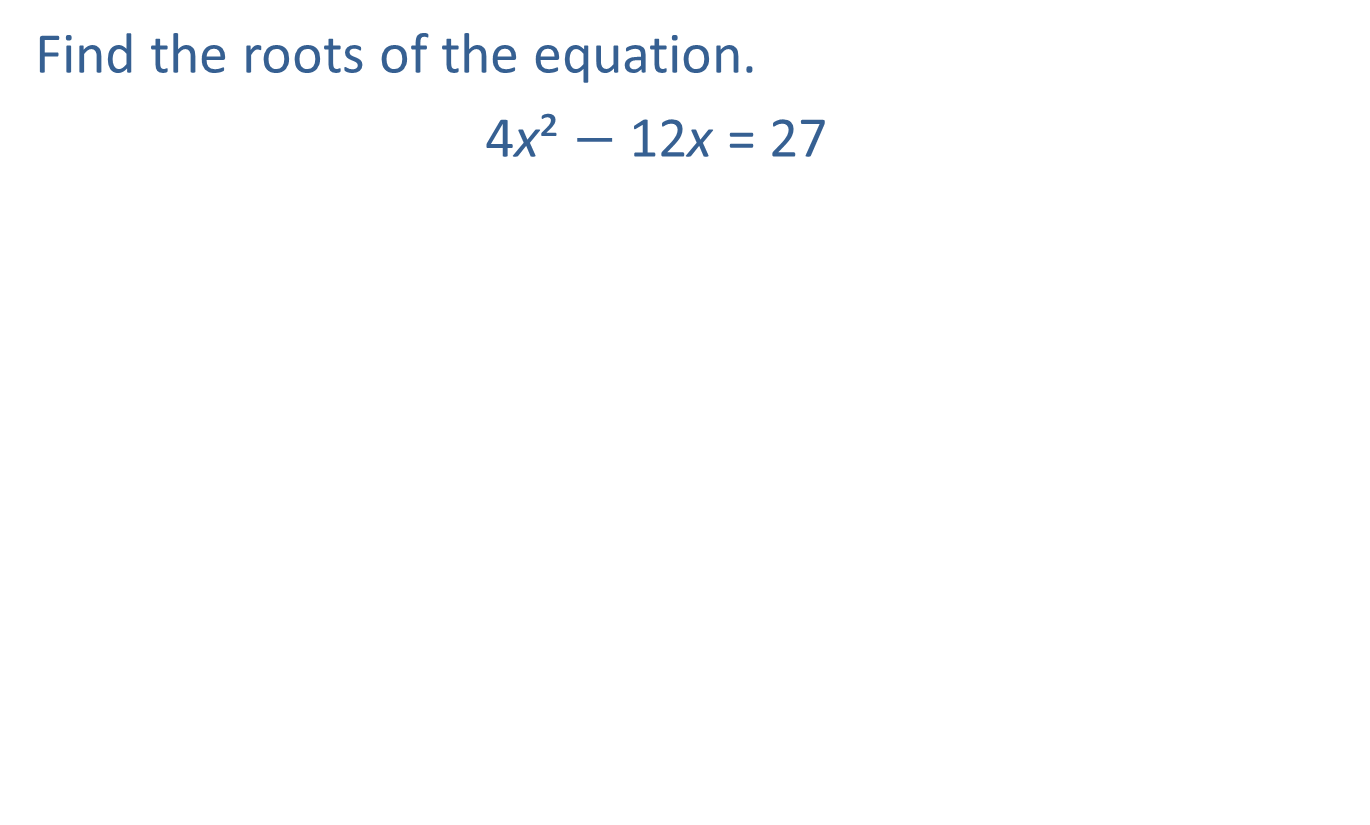 Find the roots of the equation.
4x² − 12x = 27